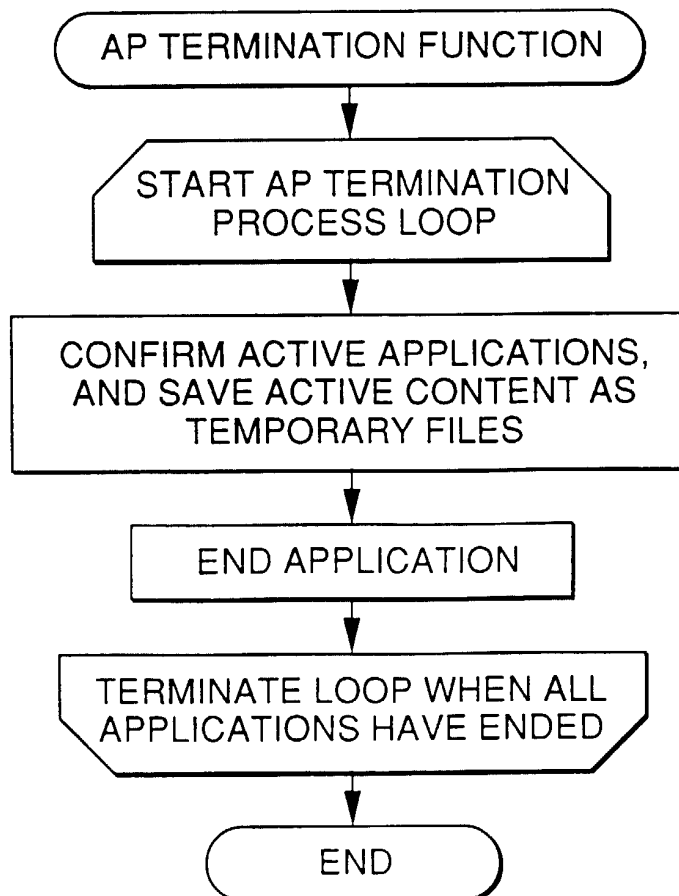 AP TERMINATION FUNCTION
START AP TERMINATION
PROCESS LOOP
CONFIRM ACTIVE APPLICATIONS,
AND SAVE ACTIVE CONTENT AS
TEMPORARY FILES
END APPLICATION
TERMINATE LOOP WHEN ALL
APPLICATIONS HAVE ENDED
END